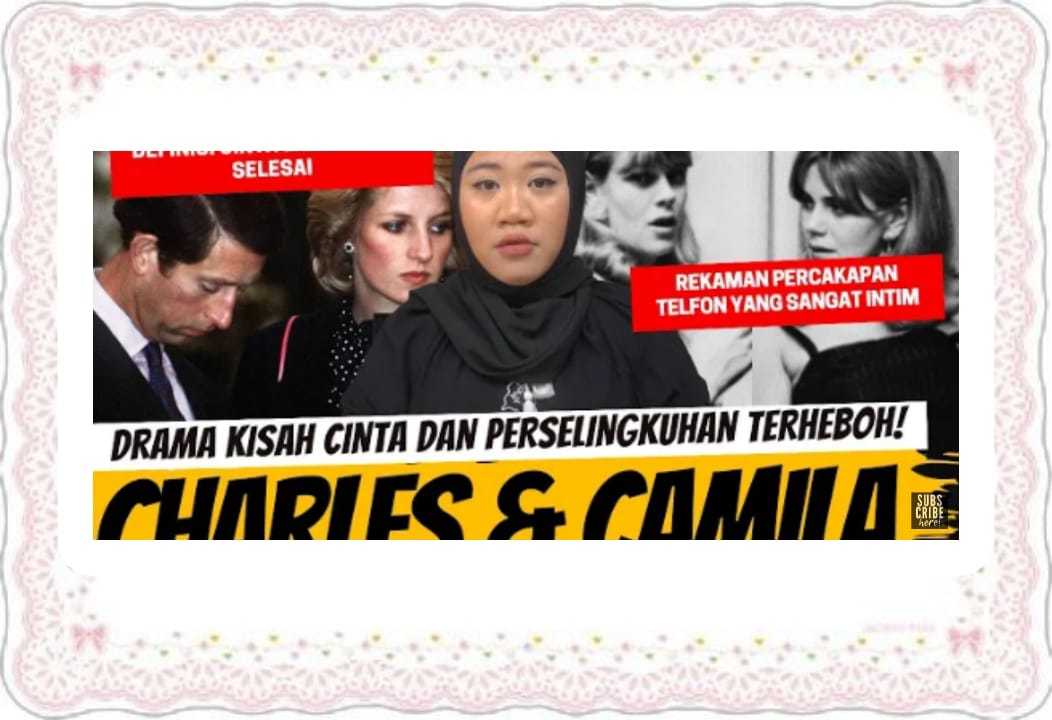 SELESAI
REKAMAN PERCAKAPAN
TELFON YANG SANGAT INTIM
DRAMA KISAH CINTA DAN PERSELINGKUHAN TERHEBOH!
CHARLES & CAMILA
SUBS
CRIBE
here!